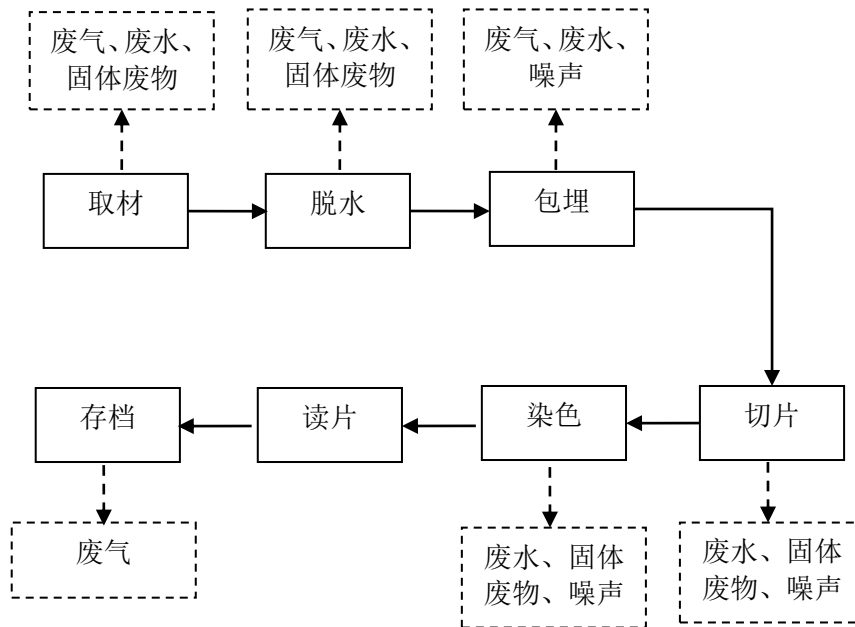 废气、废水、
固体废物
废气、废水、
固体废物
废气、废水、
噪声
取材
脱水
包埋
存档
读片
染色
切片
废气
废水、固体
废物、噪声
废水、固体
废物、噪声